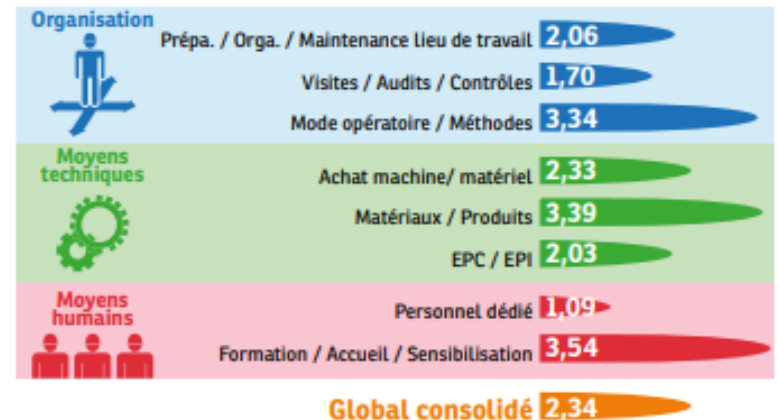 Organisation
Prépa. / Orga. / Maintenance lieu de travail 2,06
Visites / Audits / Contrôles 1,70
Mode opératoire / Méthodes 3,34
Moyens
techniques
Achat machine/ matériel 2,33
Matériaux / Produits 3,39
EPC / EPI 2,03
Moyens
humains
Personnel dédié 1,09
Formation / Accueil / Sensibilisation 3,54
Global consolidé 2,34